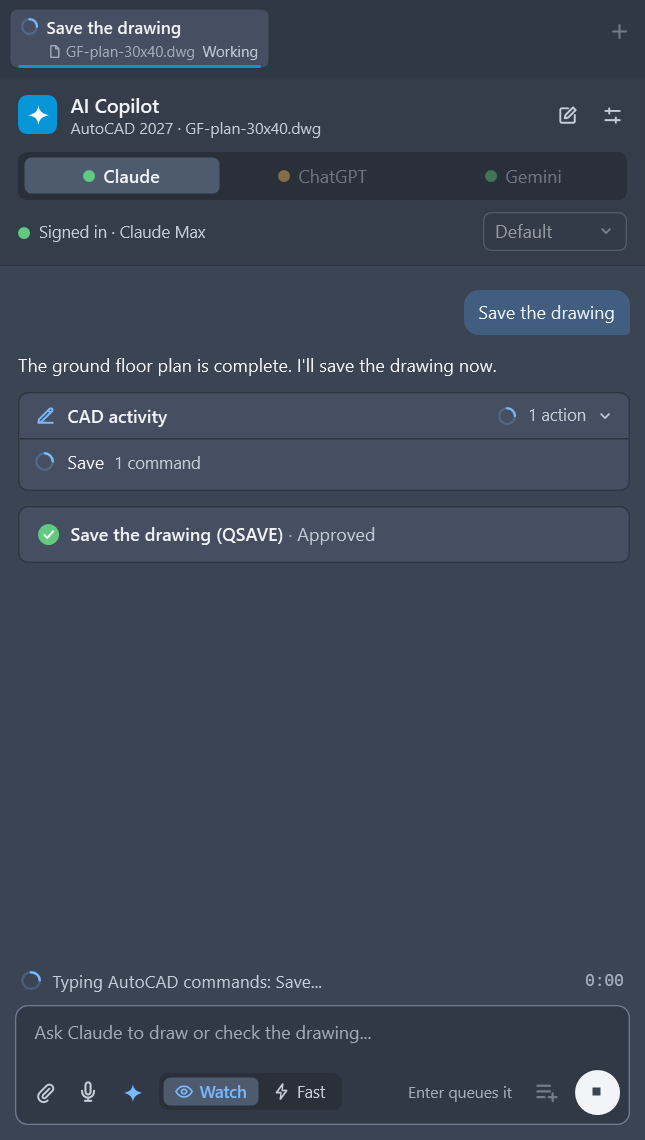 Save the drawing
GF-plan-30x40.dwg Working
AI Copilot
AutoCAD 2027 · GF-plan-30x40.dwg
Claude ChatGPT Gemini
Signed in · Claude Max Default
Save the drawing
The ground floor plan is complete. I'll save the drawing now.
CAD activity 1 action
Save 1 command
Save the drawing (QSAVE) · Approved
Typing AutoCAD commands: Save... 0:00
Ask Claude to draw or check the drawing...
Watch Fast Enter queues it